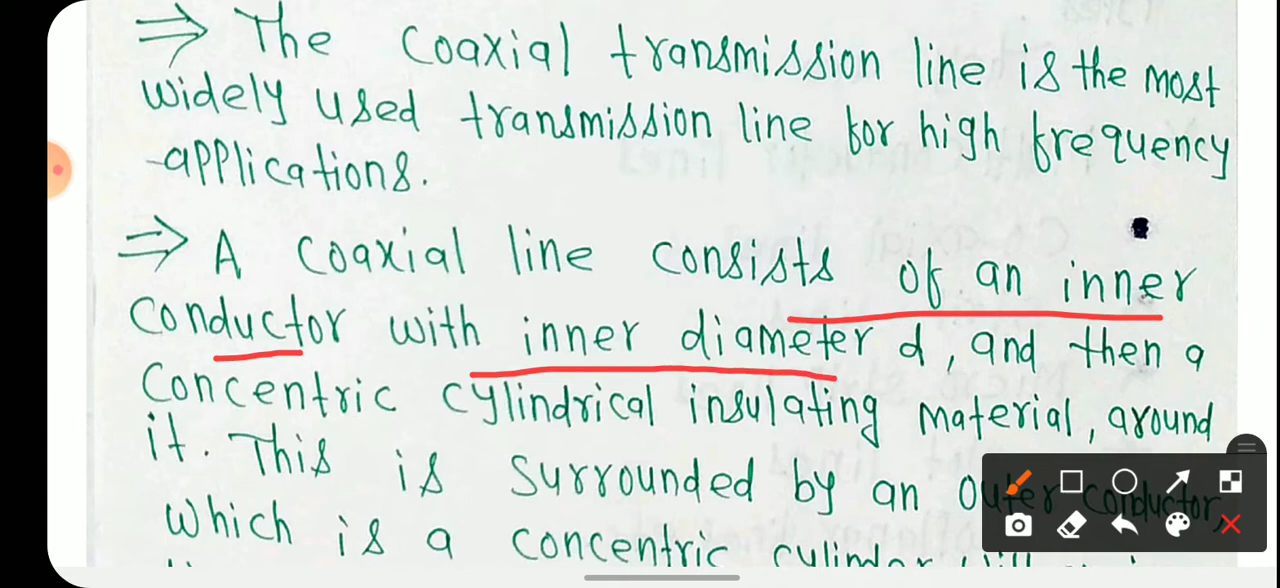 ⇒ The coaxial transmission line is the most
widely used transmission line for high frequency
applications.
⇒ A coaxial line consists of an inner
conductor with inner diameter d, and then a
concentric cylindrical insulating material, around
it. This is surrounded by an outer conductor,
which is a concentric cylinder